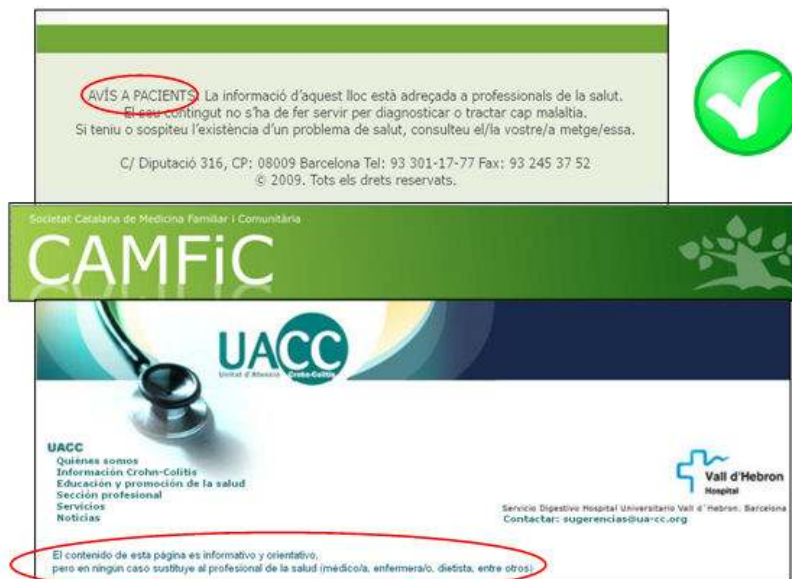 AVÍS A PACIENTS: La informació d'aquest lloc està adreçada a professionals de la salut.
El seu contingut no s'ha de fer servir per diagnosticar o tractar cap malaltia.
Si teniu o sospiteu l'existència d'un problema de salut, consulteu el/la vostre/a metge/essa.
C/ Diputació 316, CP: 08009 Barcelona Tel: 93 301-17-77 Fax: 93 245 37 52
© 2009. Tots els drets reservats.
Societat Catalana de Medicina Familiar i Comunitària
CAMFiC
UACC
Unitat d'Atenció Crohn-Colitis
UACC
Quiénes somos
Información Crohn-Colitis
Educación y promoción de la salud
Sección profesional
Servicios
Noticias
Vall d'Hebron
Hospital
Servicio Digestivo Hospital Universitario Vall d'Hebron. Barcelona
Contactar: sugerencias@ua-cc.org
El contenido de esta página es informativo y orientativo,
pero en ningún caso sustituye al profesional de la salud (médico/a, enfermera/o, dietista, entre otros)